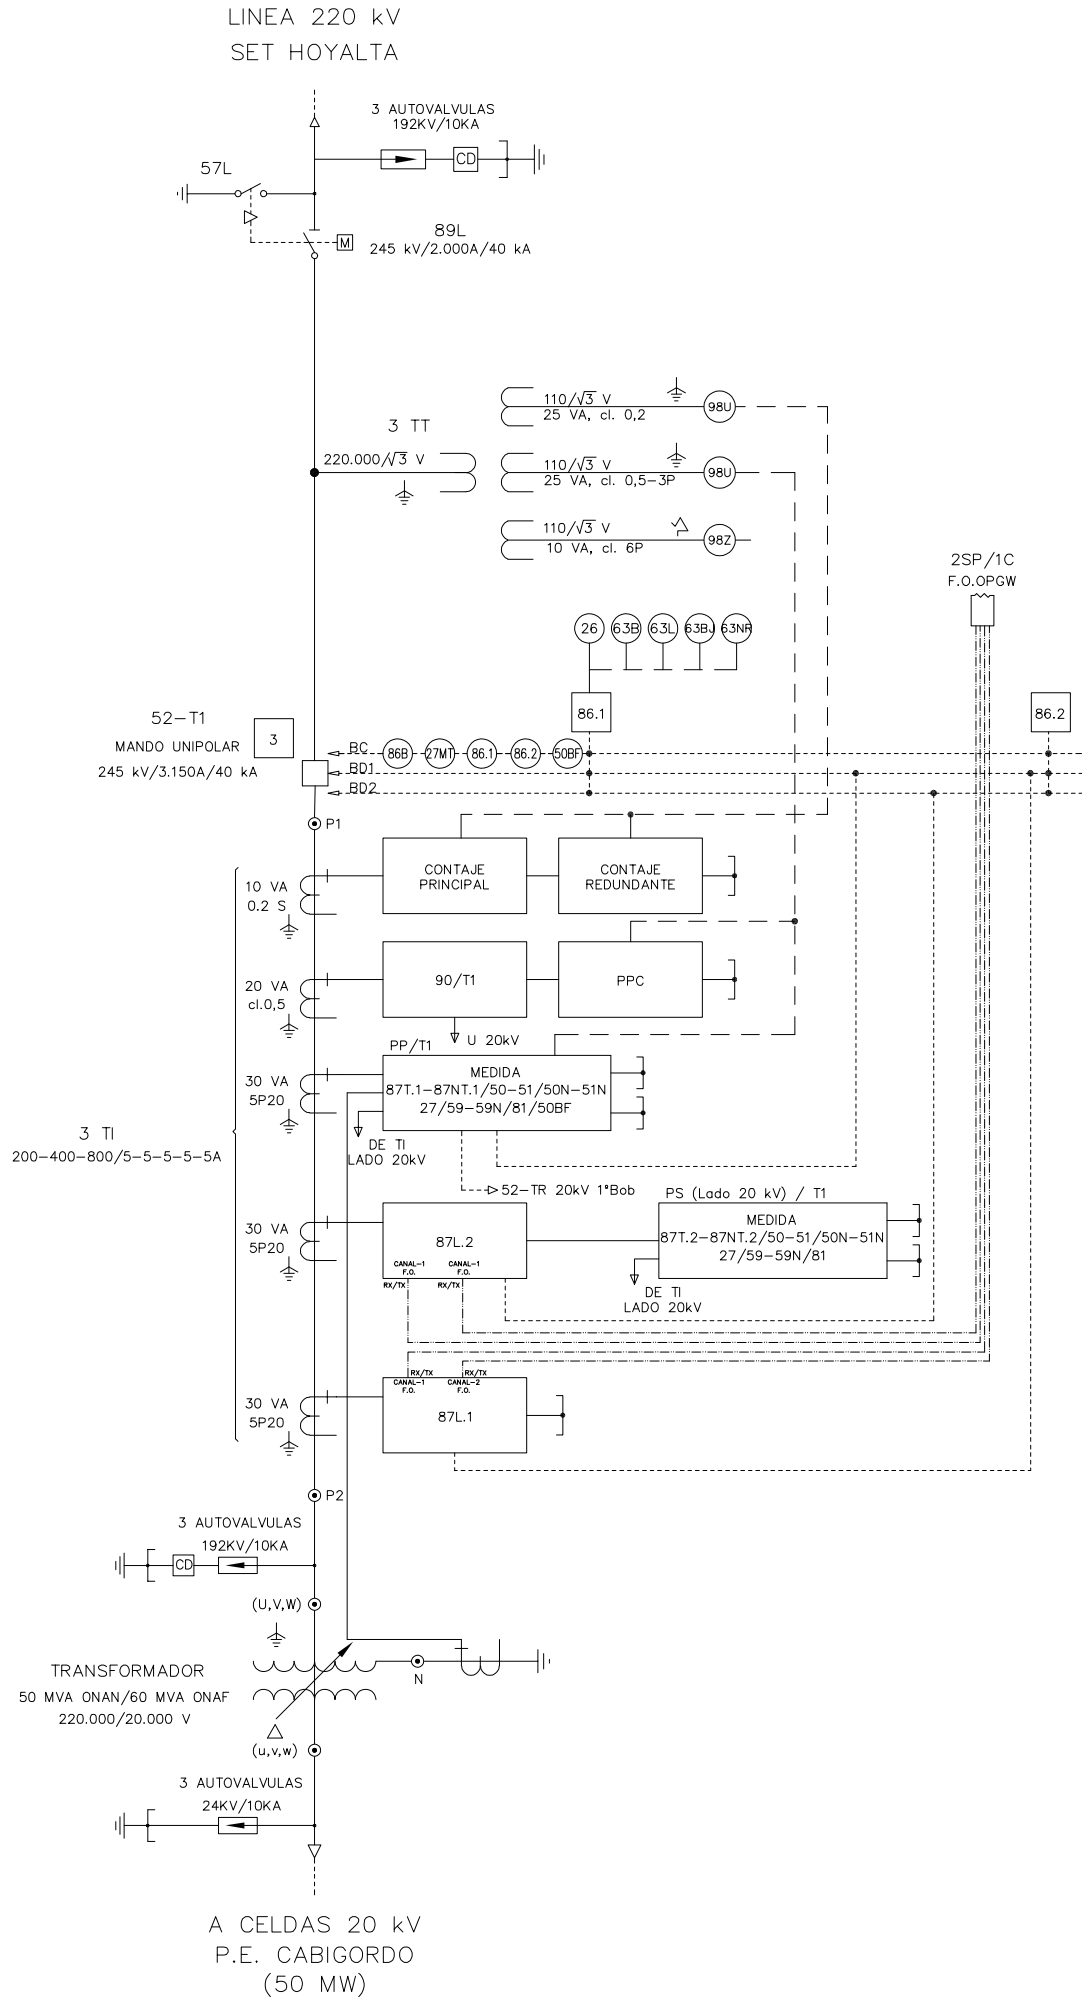 LINEA 220 kV
SET HOYALTA
3 AUTOVALVULAS
192KV/10KA
CD
57L
M
89L
245 kV/2.000A/40 kA
110/√3 V
25 VA, cl. 0,2
98U
3 TT
220.000/√3 V
110/√3 V
25 VA, cl. 0,5-3P
98U
110/√3 V
10 VA, cl. 6P
98Z
2SP/1C
F.O.OPGW
26
63B
63L
63BJ
63NR
86.1
86.2
52-T1
3
MANDO UNIPOLAR
245 kV/3.150A/40 kA
BC
86B
27MT
86.1
86.2
50BF
BD1
BD2
P1
10 VA
0.2 S
CONTAJE
PRINCIPAL
CONTAJE
REDUNDANTE
20 VA
cl.0,5
90/T1
PPC
U 20kV
PP/T1
30 VA
5P20
MEDIDA
87T.1-87NT.1/50-51/50N-51N
27/59-59N/81/50BF
DE TI
LADO 20kV
3 TI
200-400-800/5-5-5-5-5A
52-TR 20kV 1ªBob
PS (Lado 20 kV) / T1
30 VA
5P20
87L.2
CANAL-1
F.O.
CANAL-1
F.O.
RX/TX
RX/TX
MEDIDA
87T.2-87NT.2/50-51/50N-51N
27/59-59N/81
DE TI
LADO 20kV
RX/TX
RX/TX
CANAL-1
F.O.
CANAL-2
F.O.
30 VA
5P20
87L.1
P2
3 AUTOVALVULAS
192KV/10KA
CD
(U,V,W)
N
TRANSFORMADOR
50 MVA ONAN/60 MVA ONAF
220.000/20.000 V
(u,v,w)
3 AUTOVALVULAS
24KV/10KA
A CELDAS 20 kV
P.E. CABIGORDO
(50 MW)